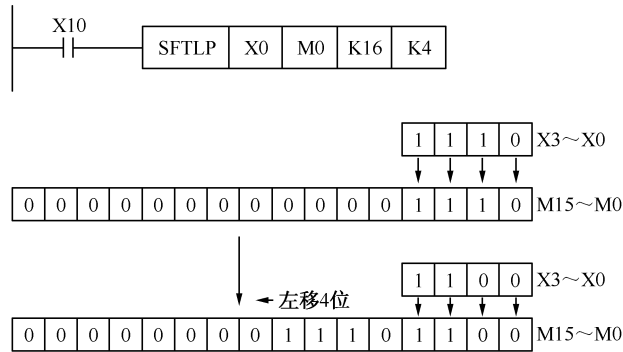 X10
SFTLP X0 M0 K16 K4
1 1 1 0 X3～X0
0 0 0 0 0 0 0 0 0 0 0 0 1 1 1 0 M15～M0
1 1 0 0 X3～X0
左移4位
0 0 0 0 0 0 0 0 1 1 1 0 1 1 0 0 M15～M0